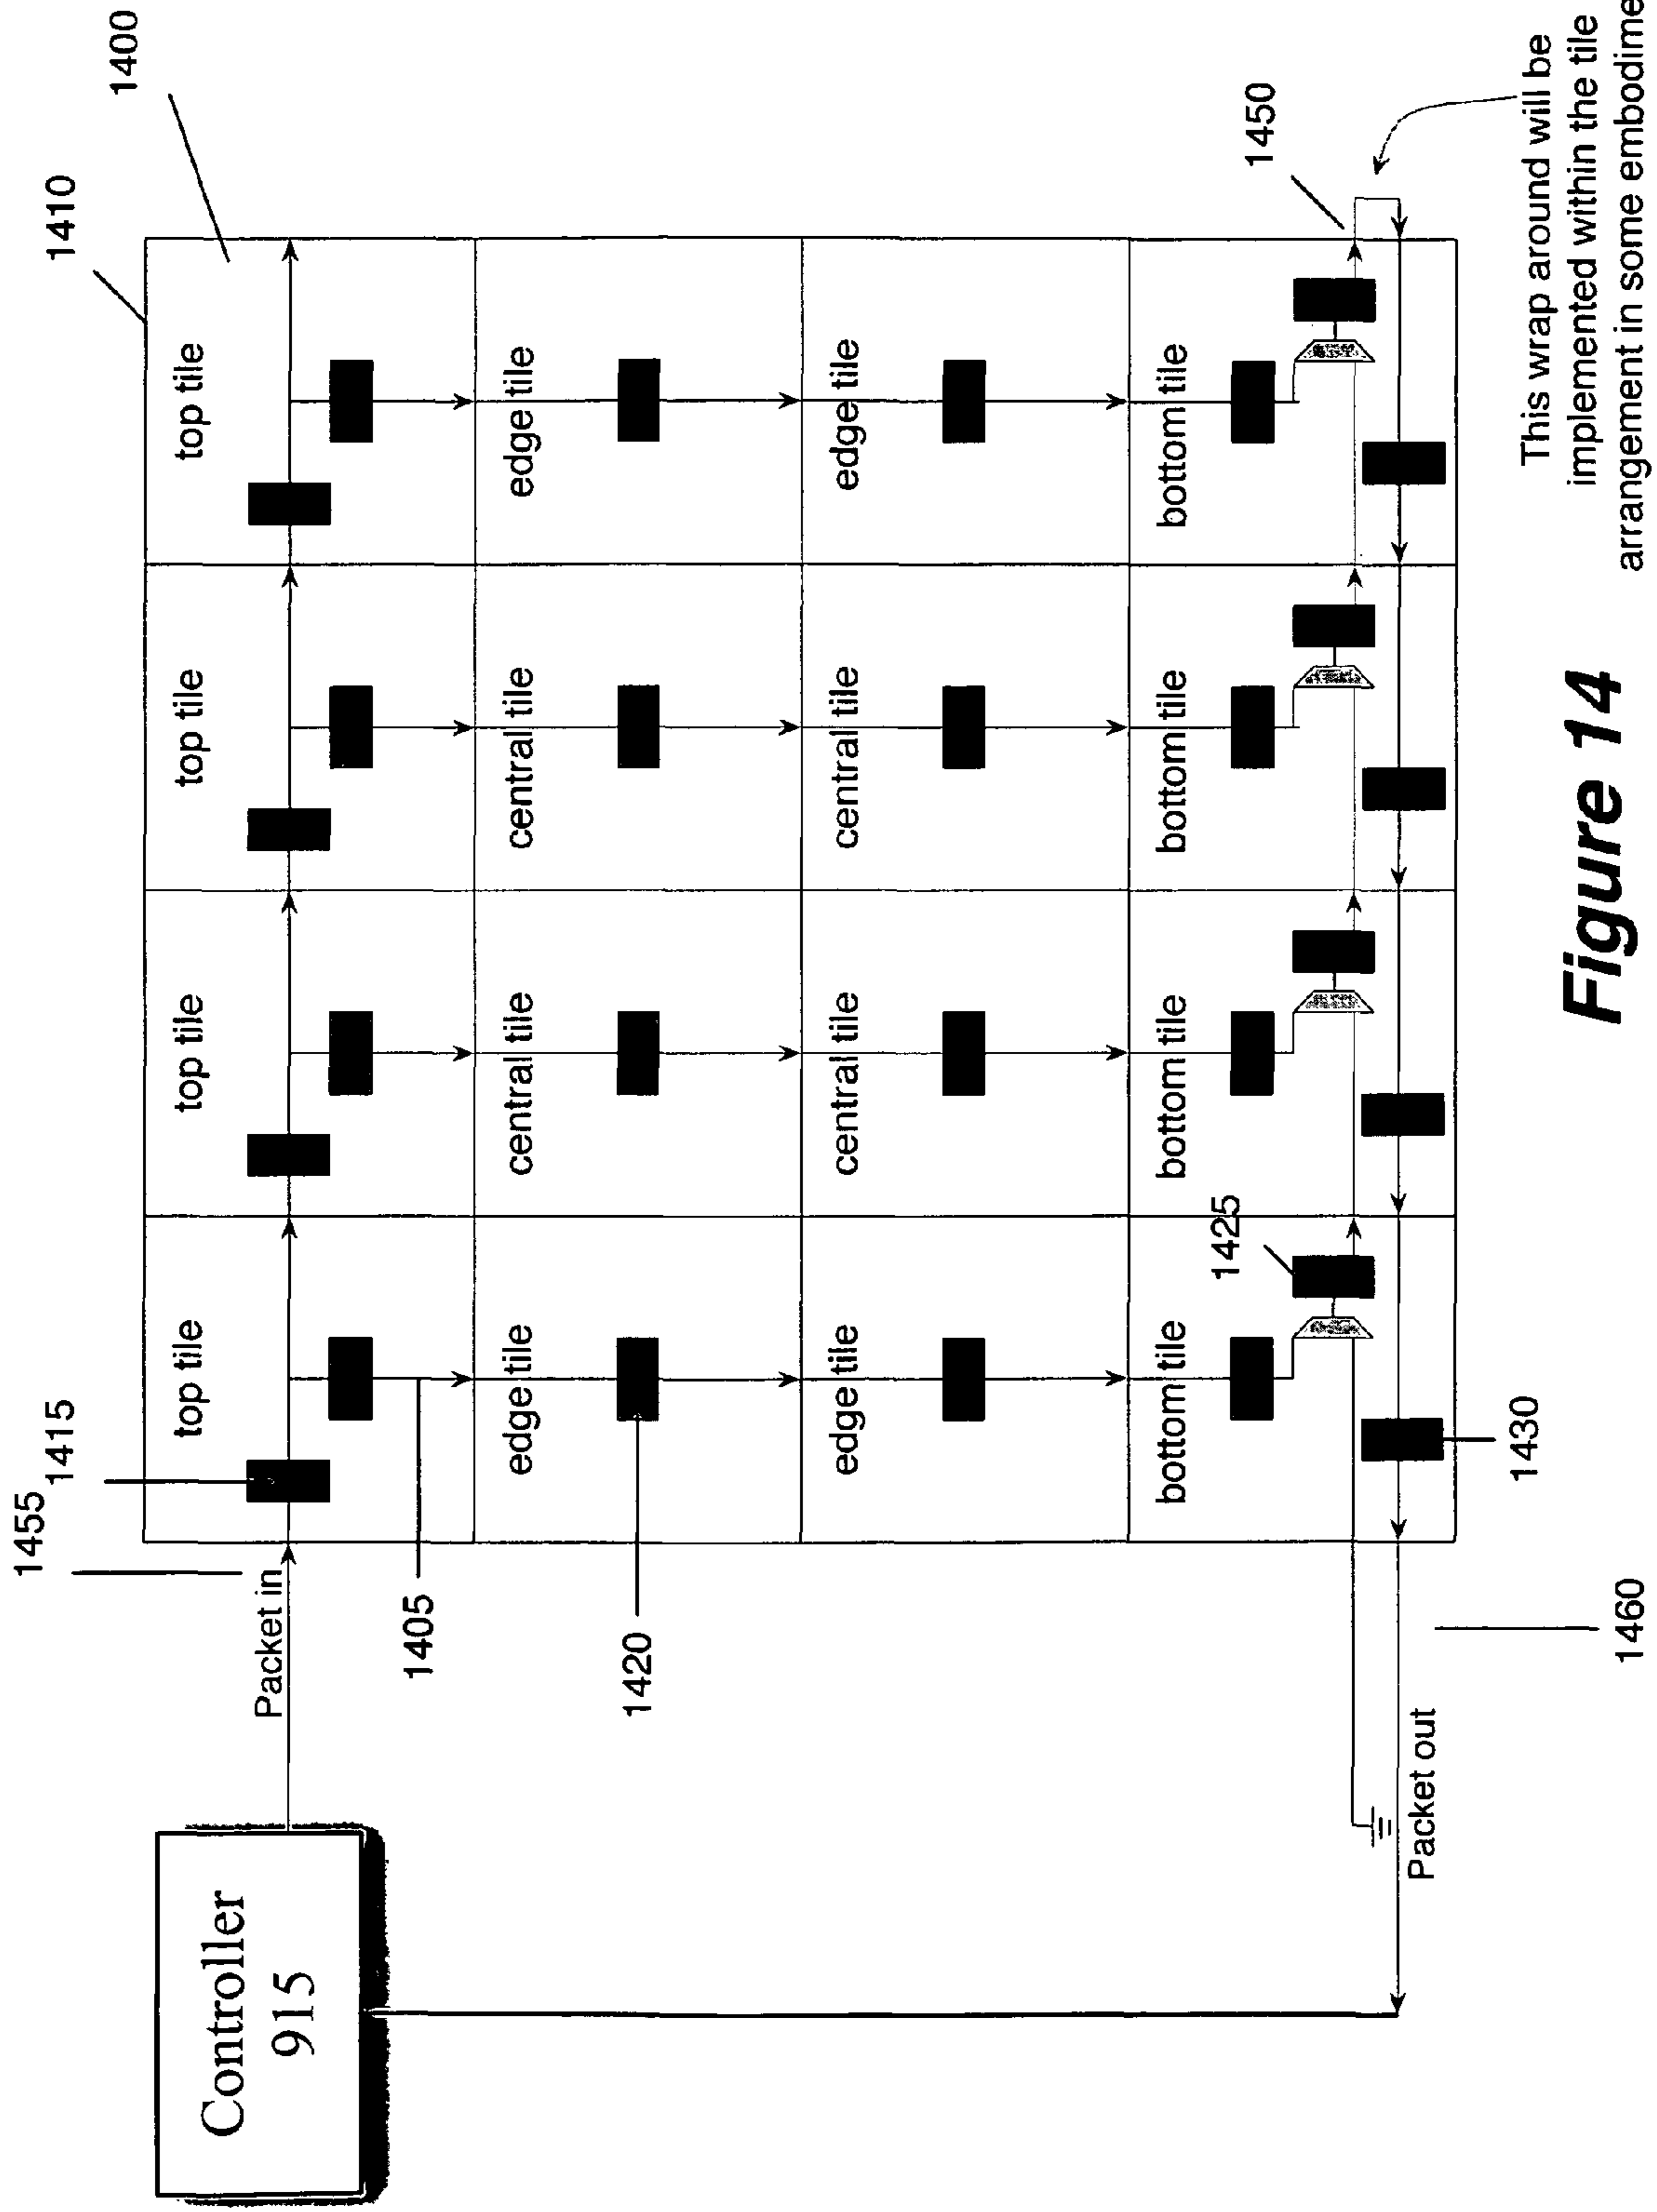 1455
1415
1410
1400
top tile
top tile
top tile
top tile
Controller
915
Packet in
1405
edge tile
central tile
central tile
edge tile
1420
edge tile
central tile
central tile
edge tile
bottom tile
bottom tile
bottom tile
bottom tile
1425
1450
Packet out
1430
1460
This wrap around will be
implemented within the tile
arrangement in some embodime
Figure 14